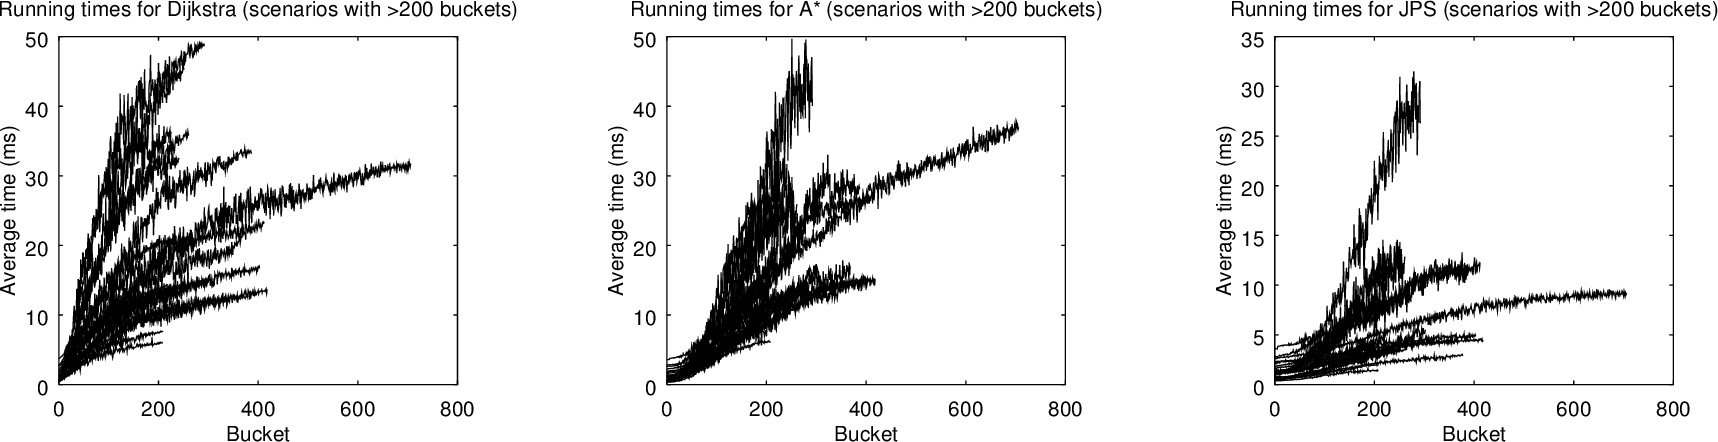 Running times for Dijkstra (scenarios with >200 buckets)
50
40
30
20
10
0
Average time (ms)
0 200 400 600 800
Bucket
Running times for A* (scenarios with >200 buckets)
50
40
30
20
10
0
Average time (ms)
0 200 400 600 800
Bucket
Running times for JPS (scenarios with >200 buckets)
35
30
25
20
15
10
5
0
Average time (ms)
0 200 400 600 800
Bucket